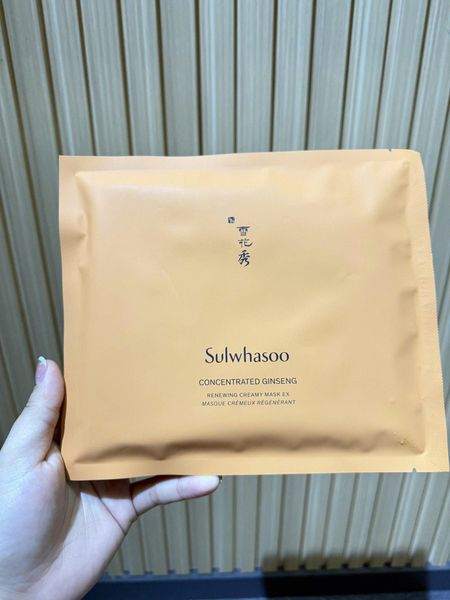 雪花秀
Sulwhasoo
CONCENTRATED GINSENG
RENEWING CREAMY MASK EX
MASQUE CRÉMEUX RÉGÉNÉRANT